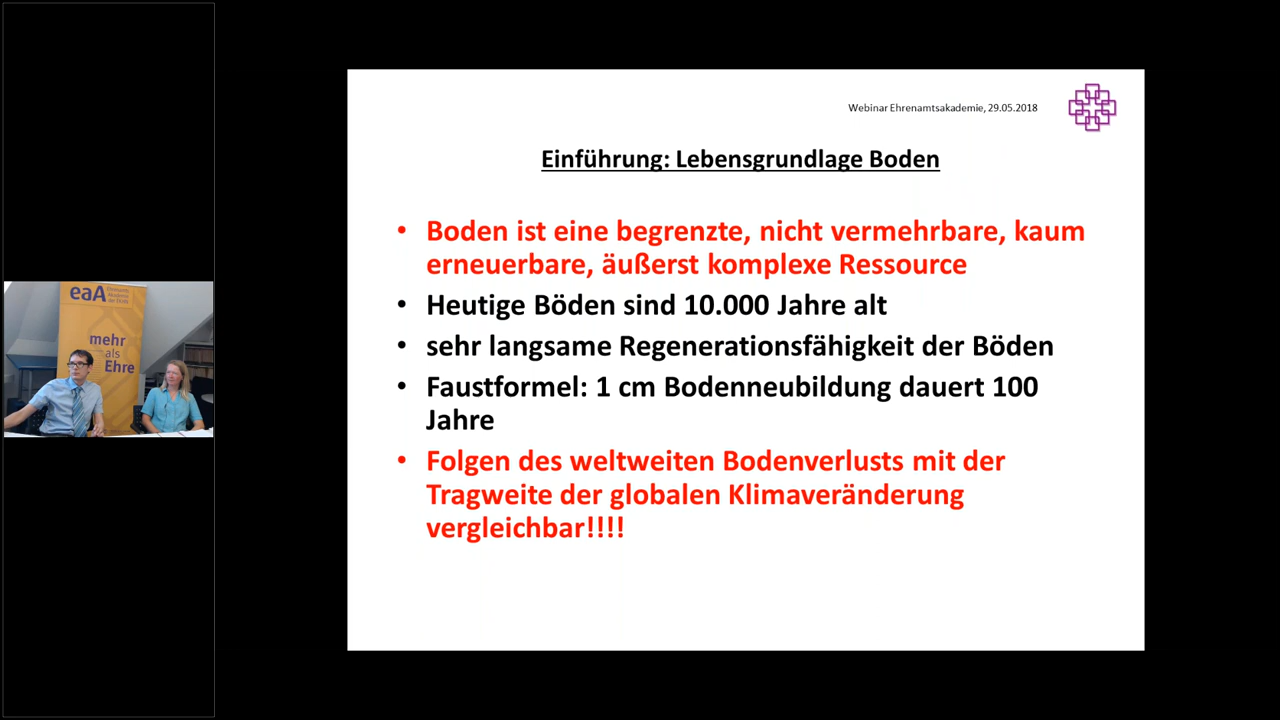 Webinar Ehrenamtsakademie, 29.05.2018
Einführung: Lebensgrundlage Boden
• Boden ist eine begrenzte, nicht vermehrbare, kaum
erneuerbare, äußerst komplexe Ressource
• Heutige Böden sind 10.000 Jahre alt
• sehr langsame Regenerationsfähigkeit der Böden
• Faustformel: 1 cm Bodenneubildung dauert 100
Jahre
• Folgen des weltweiten Bodenverlusts mit der
Tragweite der globalen Klimaveränderung
vergleichbar!!!!
eaA
mehr
als
Ehre